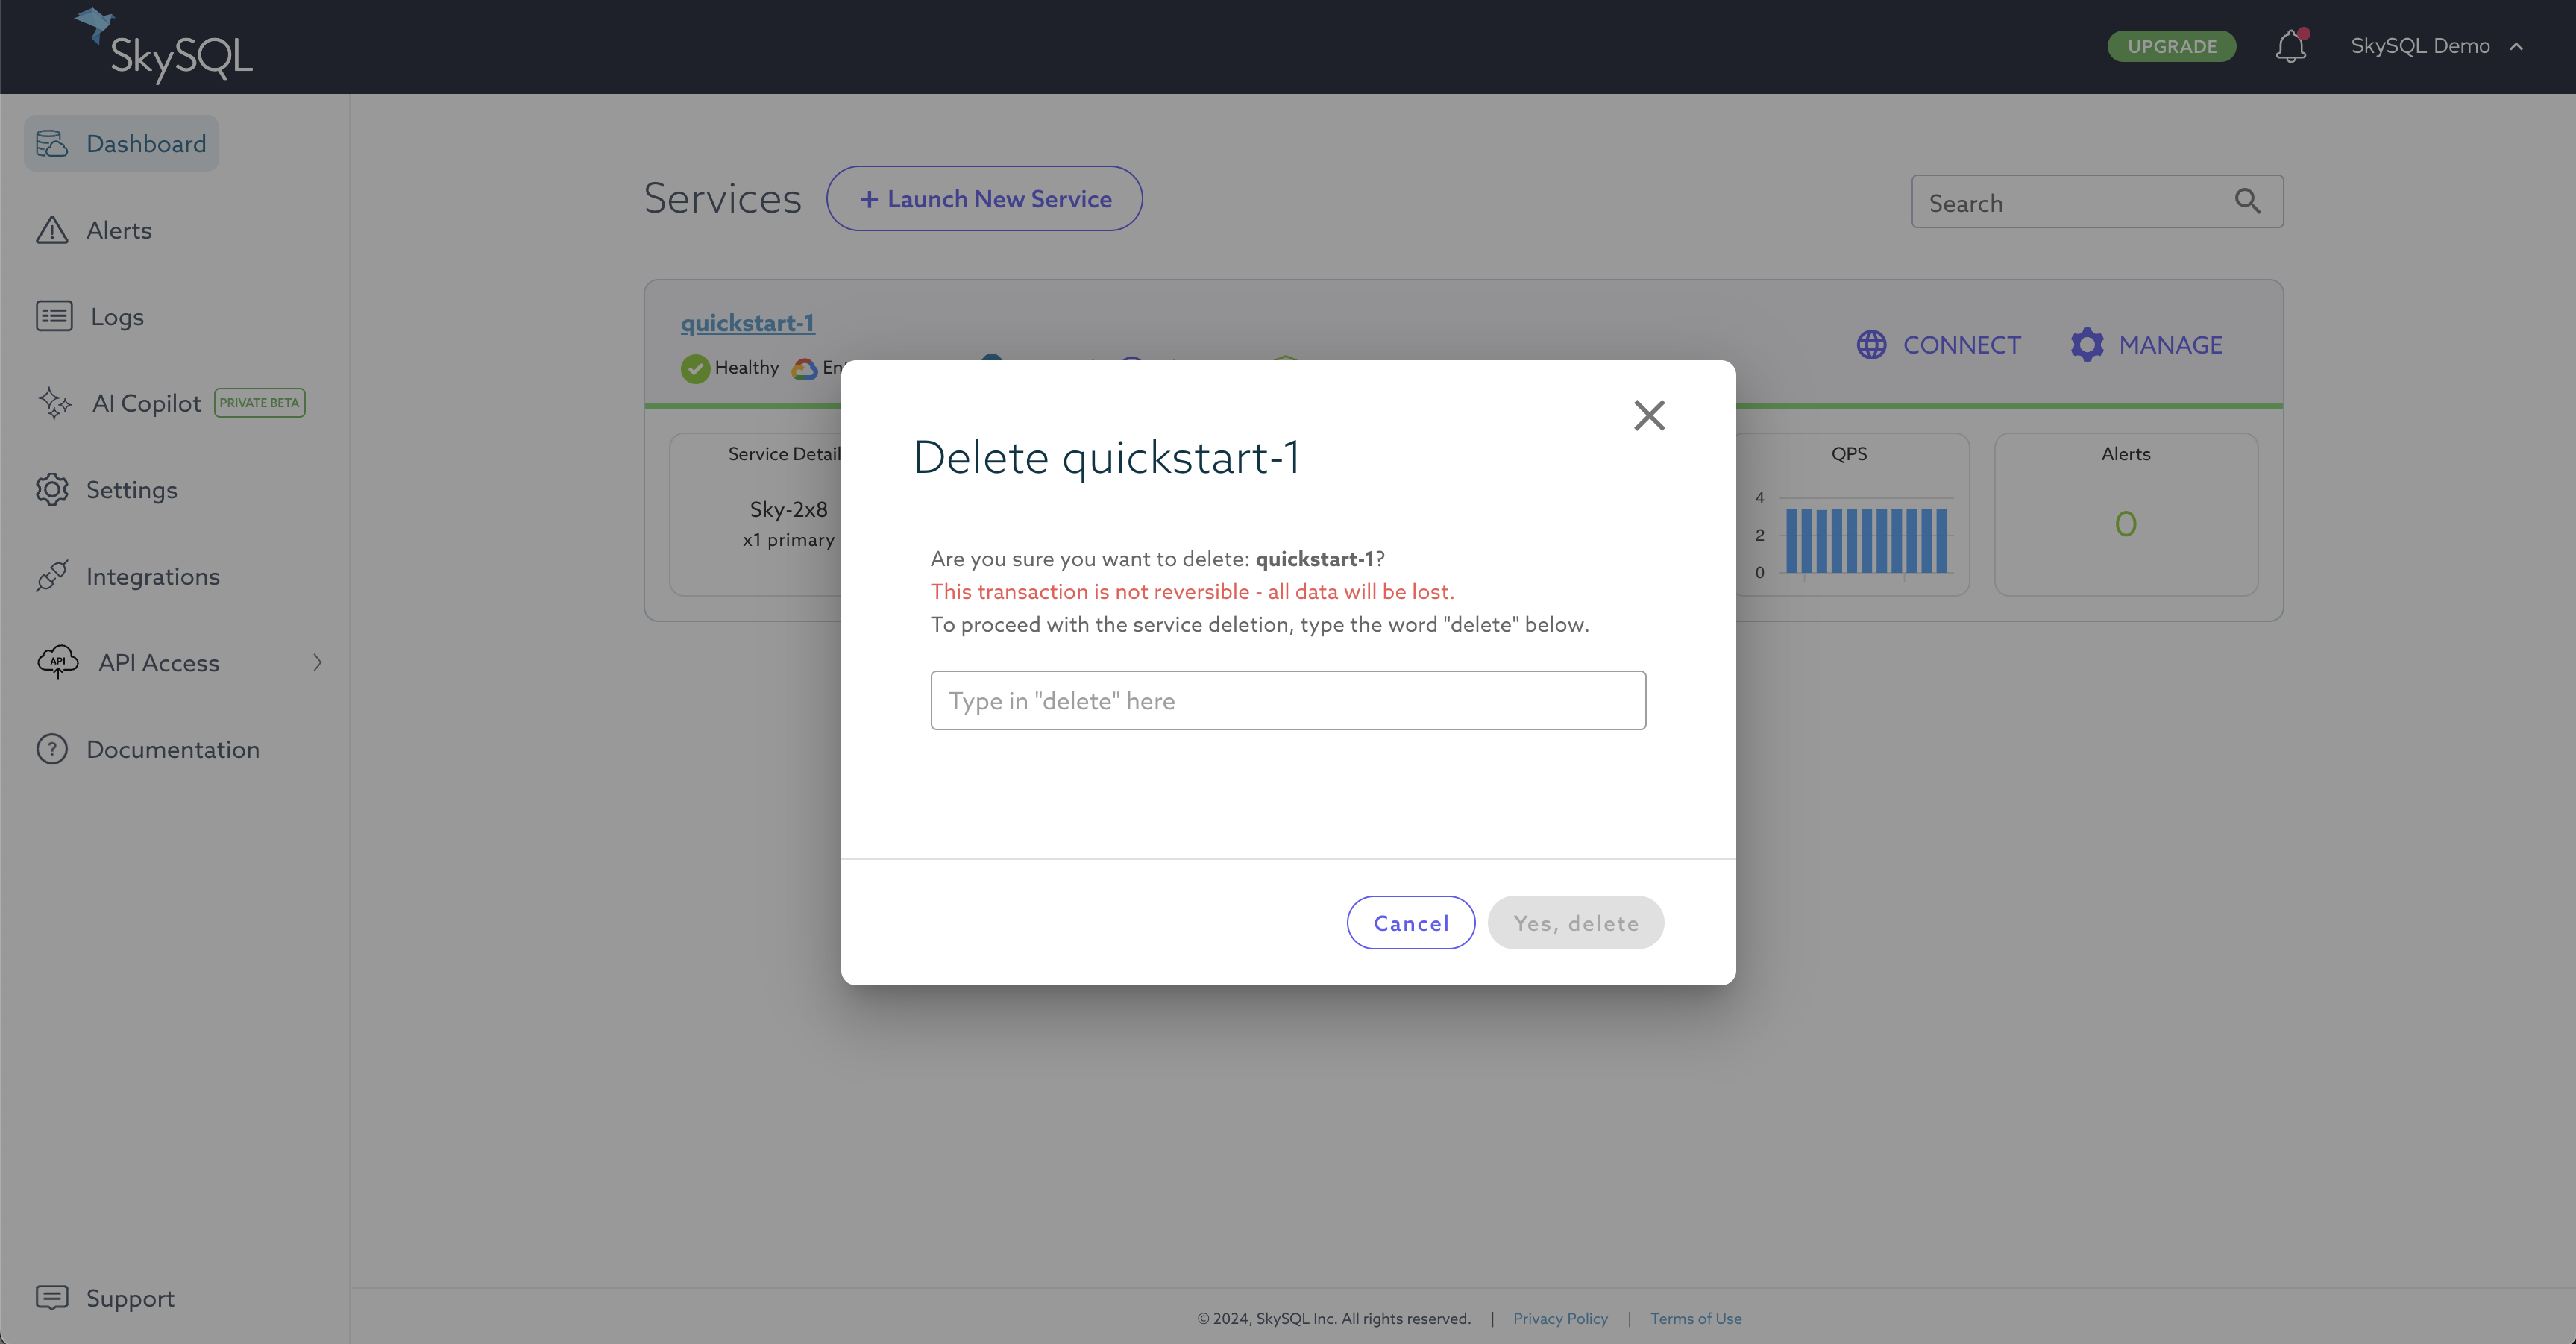 SkySQL
UPGRADE
SkySQL Demo
Dashboard
Alerts
Logs
AI Copilot PRIVATE BETA
Settings
Integrations
API API Access
Documentation
Support
Services
+ Launch New Service
Search
quickstart-1
Healthy
CONNECT
MANAGE
Sky-2x8
x1 primary
Service
QPS
4
2
0
Alerts
0
Delete quickstart-1
Are you sure you want to delete: quickstart-1?
This transaction is not reversible - all data will be lost.
To proceed with the service deletion, type the word "delete" below.
Type in "delete" here
Cancel
Yes, delete
© 2024, SkySQL Inc. All rights reserved. | Privacy Policy | Terms of Use